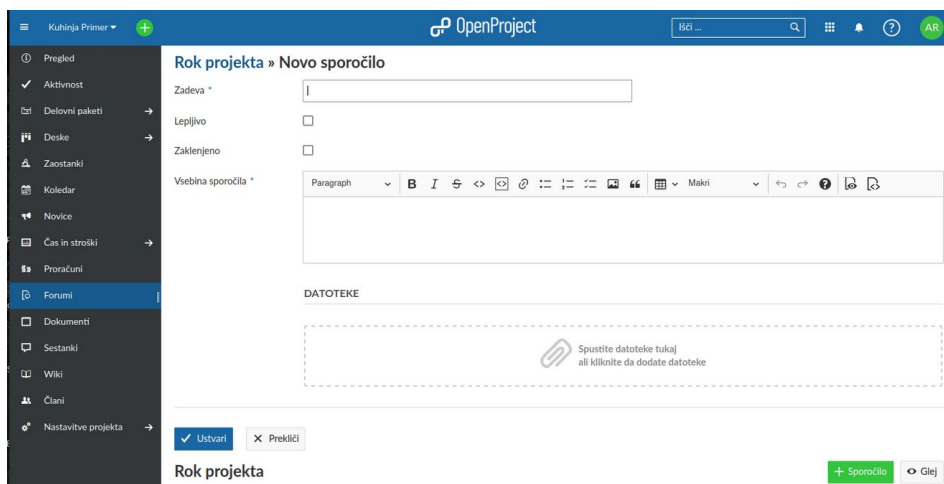 Kuhinja Primer
OpenProject
Išči ...
AR
Pregled
Aktivnost
Delovni paketi
Deske
Zaostanki
Koledar
Novice
Čas in stroški
Proračuni
Forumi
Dokumenti
Sestanki
Wiki
Člani
Nastavitve projekta
Rok projekta » Novo sporočilo
Zadeva *
Lepljivo
Zaklenjeno
Vsebina sporočila *
Paragraph B I S Makri
DATOTEKE
Spustite datoteke tukaj
ali kliknite da dodate datoteke
Ustvari Prekliči
Rok projekta
+ Sporočilo Glej